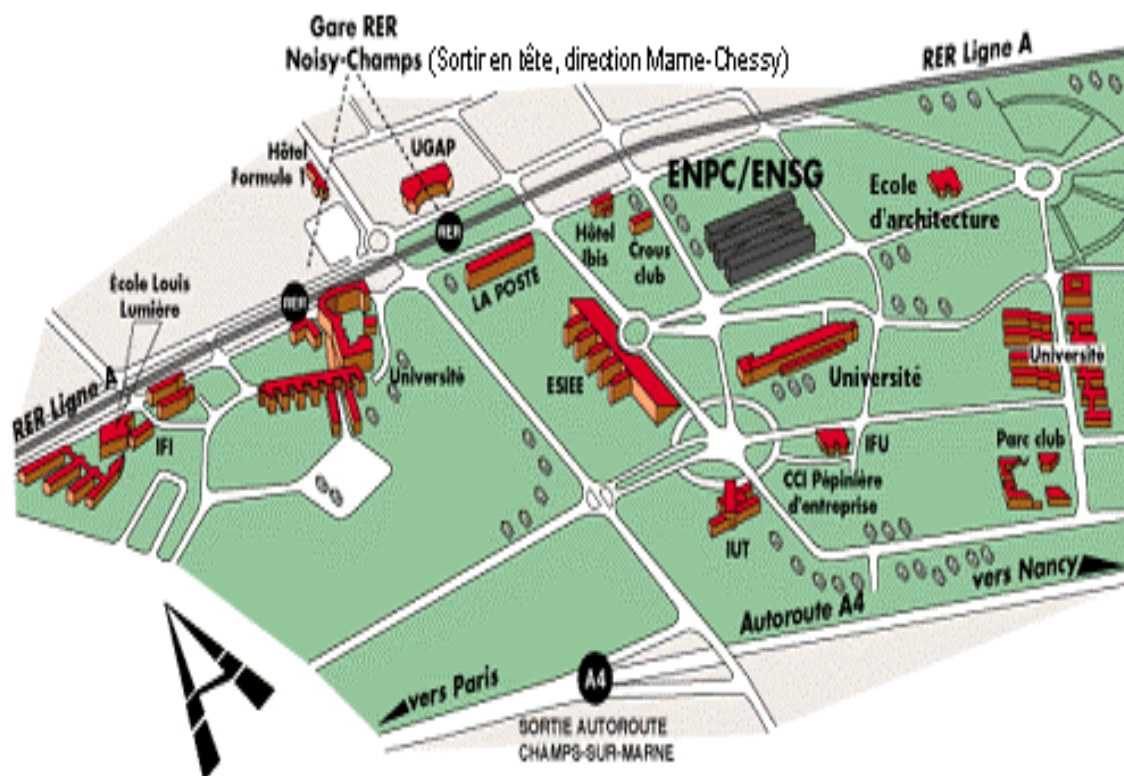 Gare RER
Noisy-Champs (Sortir en tête, direction Marne-Chessy)
RER Ligne A
Hôtel
Formule 1
UGAP
ENPC/ENSG
Ecole
d'architecture
RER
Hôtel
Ibis
Crous
club
LA POSTE
École Louis
Lumière
RER
Université
ESIEE
Université
Université
RER Ligne A
IFI
IFU
Parc club
CCI Pépinière
d'entreprise
IUT
vers Nancy
Autoroute A4
vers Paris
A4
SORTIE AUTOROUTE
CHAMPS-SUR-MARNE